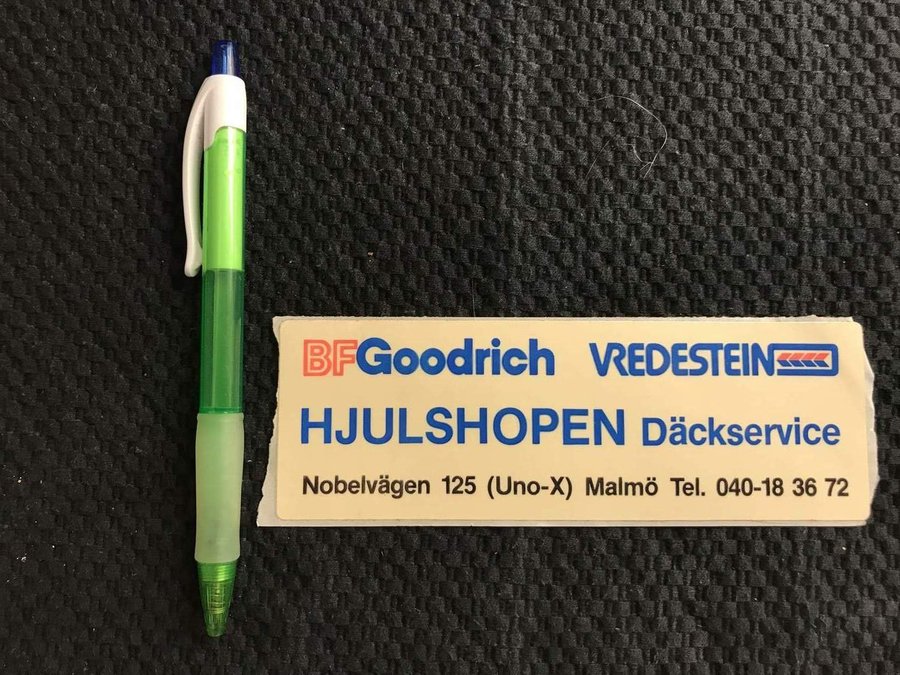 BFGoodrich VREDESTEIN
HJULSHOPEN Däckservice
Nobelvägen 125 (Uno-X) Malmö Tel. 040-18 36 72